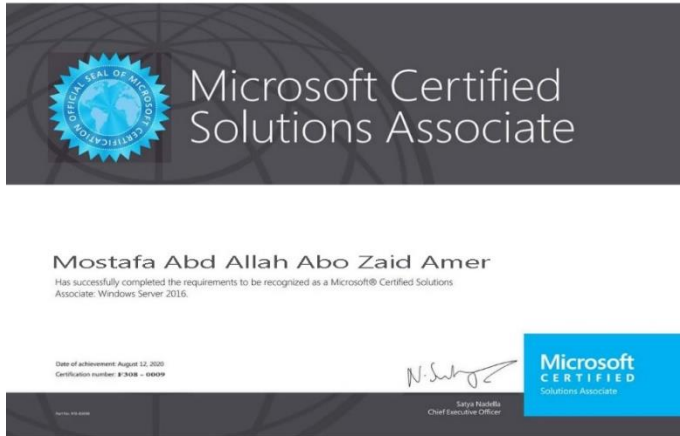 OFFICIAL SEAL OF MICROSOFT CERTIFICATION
Microsoft Certified
Solutions Associate
Mostafa Abd Allah Abo Zaid Amer
Has successfully completed the requirements to be recognized as a Microsoft® Certified Solutions
Associate: Windows Server 2016.
Date of achievement: August 12, 2020
Certification number: F308 - 0009
Satya Nadella
Chief Executive Officer
Microsoft
CERTIFIED
Solutions Associate